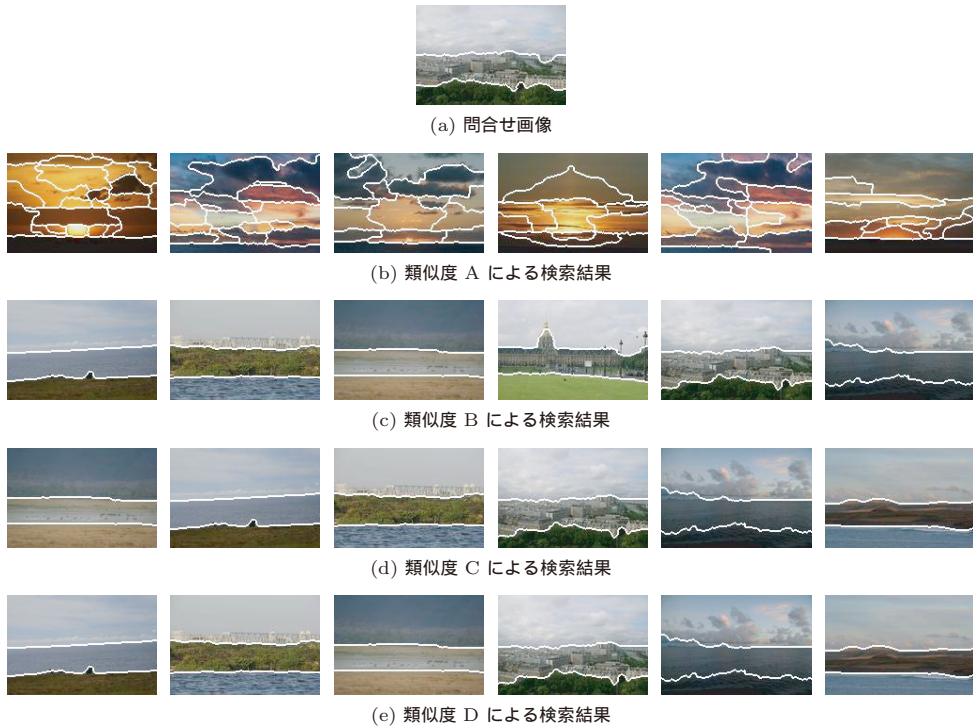 (a) 問合せ画像
(b) 類似度 A による検索結果
(c) 類似度 B による検索結果
(d) 類似度 C による検索結果
(e) 類似度 D による検索結果